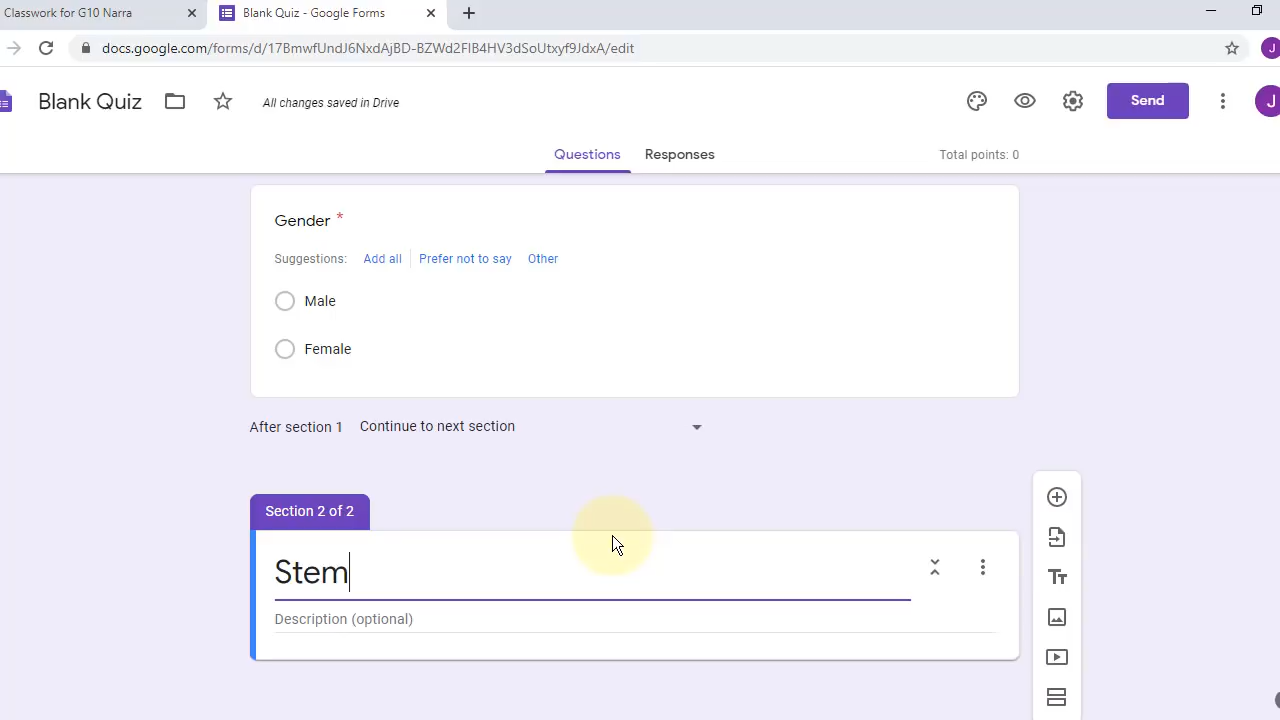 Classwork for G10 Narra
Blank Quiz - Google Forms
docs.google.com/forms/d/17BmwfUndJ6NxdAjBD-BZWd2FlB4HV3dSoUtxyf9JdxA/edit
J
Blank Quiz
All changes saved in Drive
Send
J
Questions
Responses
Total points: 0
Gender *
Suggestions: Add all Prefer not to say Other
Male
Female
After section 1 Continue to next section
Section 2 of 2
Stem
Description (optional)
Tт